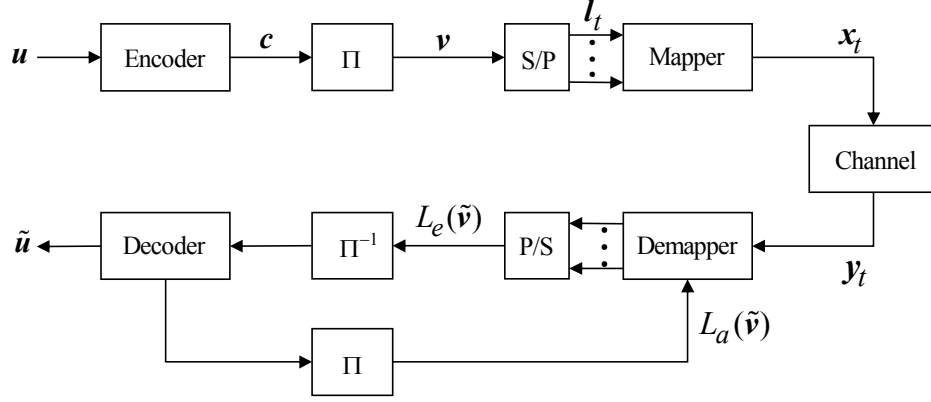 u
Encoder
c
Π
v
S/P
l_t
Mapper
x_t
Channel
y_t
Demapper
P/S
L_e(ṽ)
Π⁻¹
Decoder
ũ
Π
L_a(ṽ)